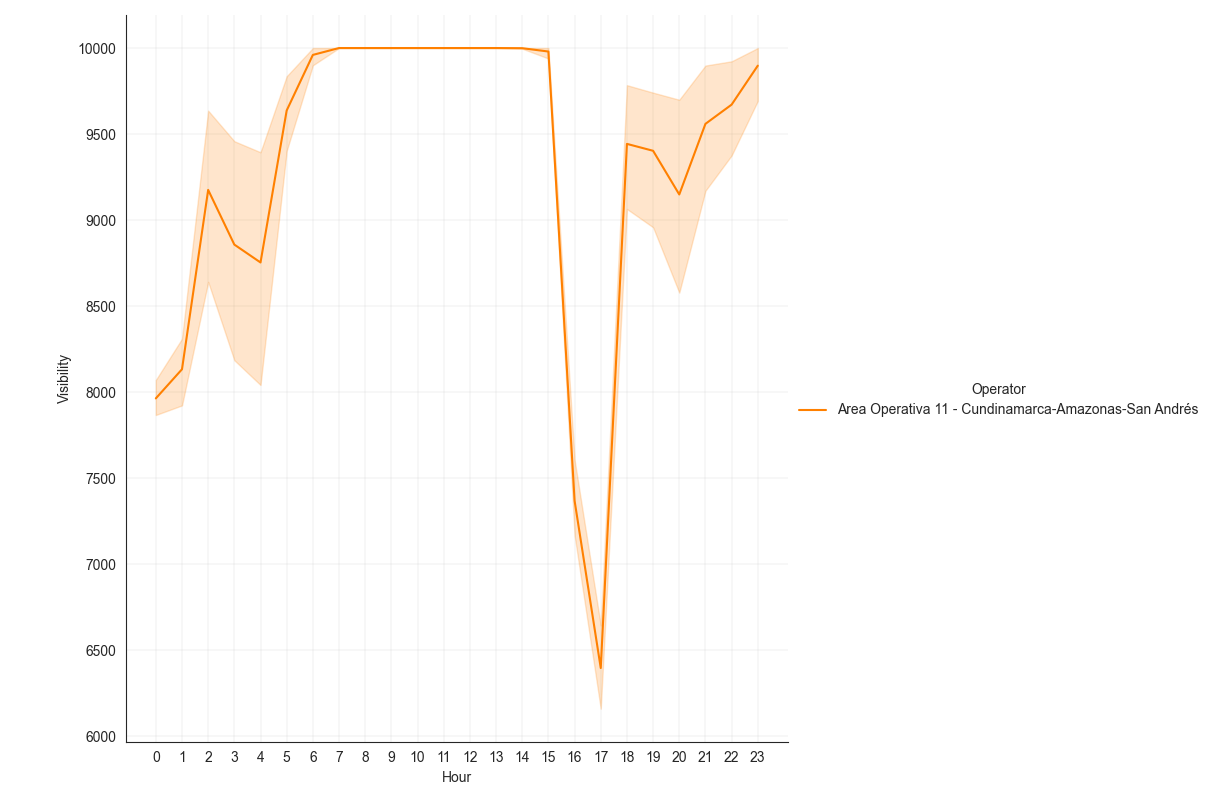 10000
9500
9000
8500
8000
7500
7000
6500
6000
Visibility
0 1 2 3 4 5 6 7 8 9 10 11 12 13 14 15 16 17 18 19 20 21 22 23
Hour
Operator
Area Operativa 11 - Cundinamarca-Amazonas-San Andrés